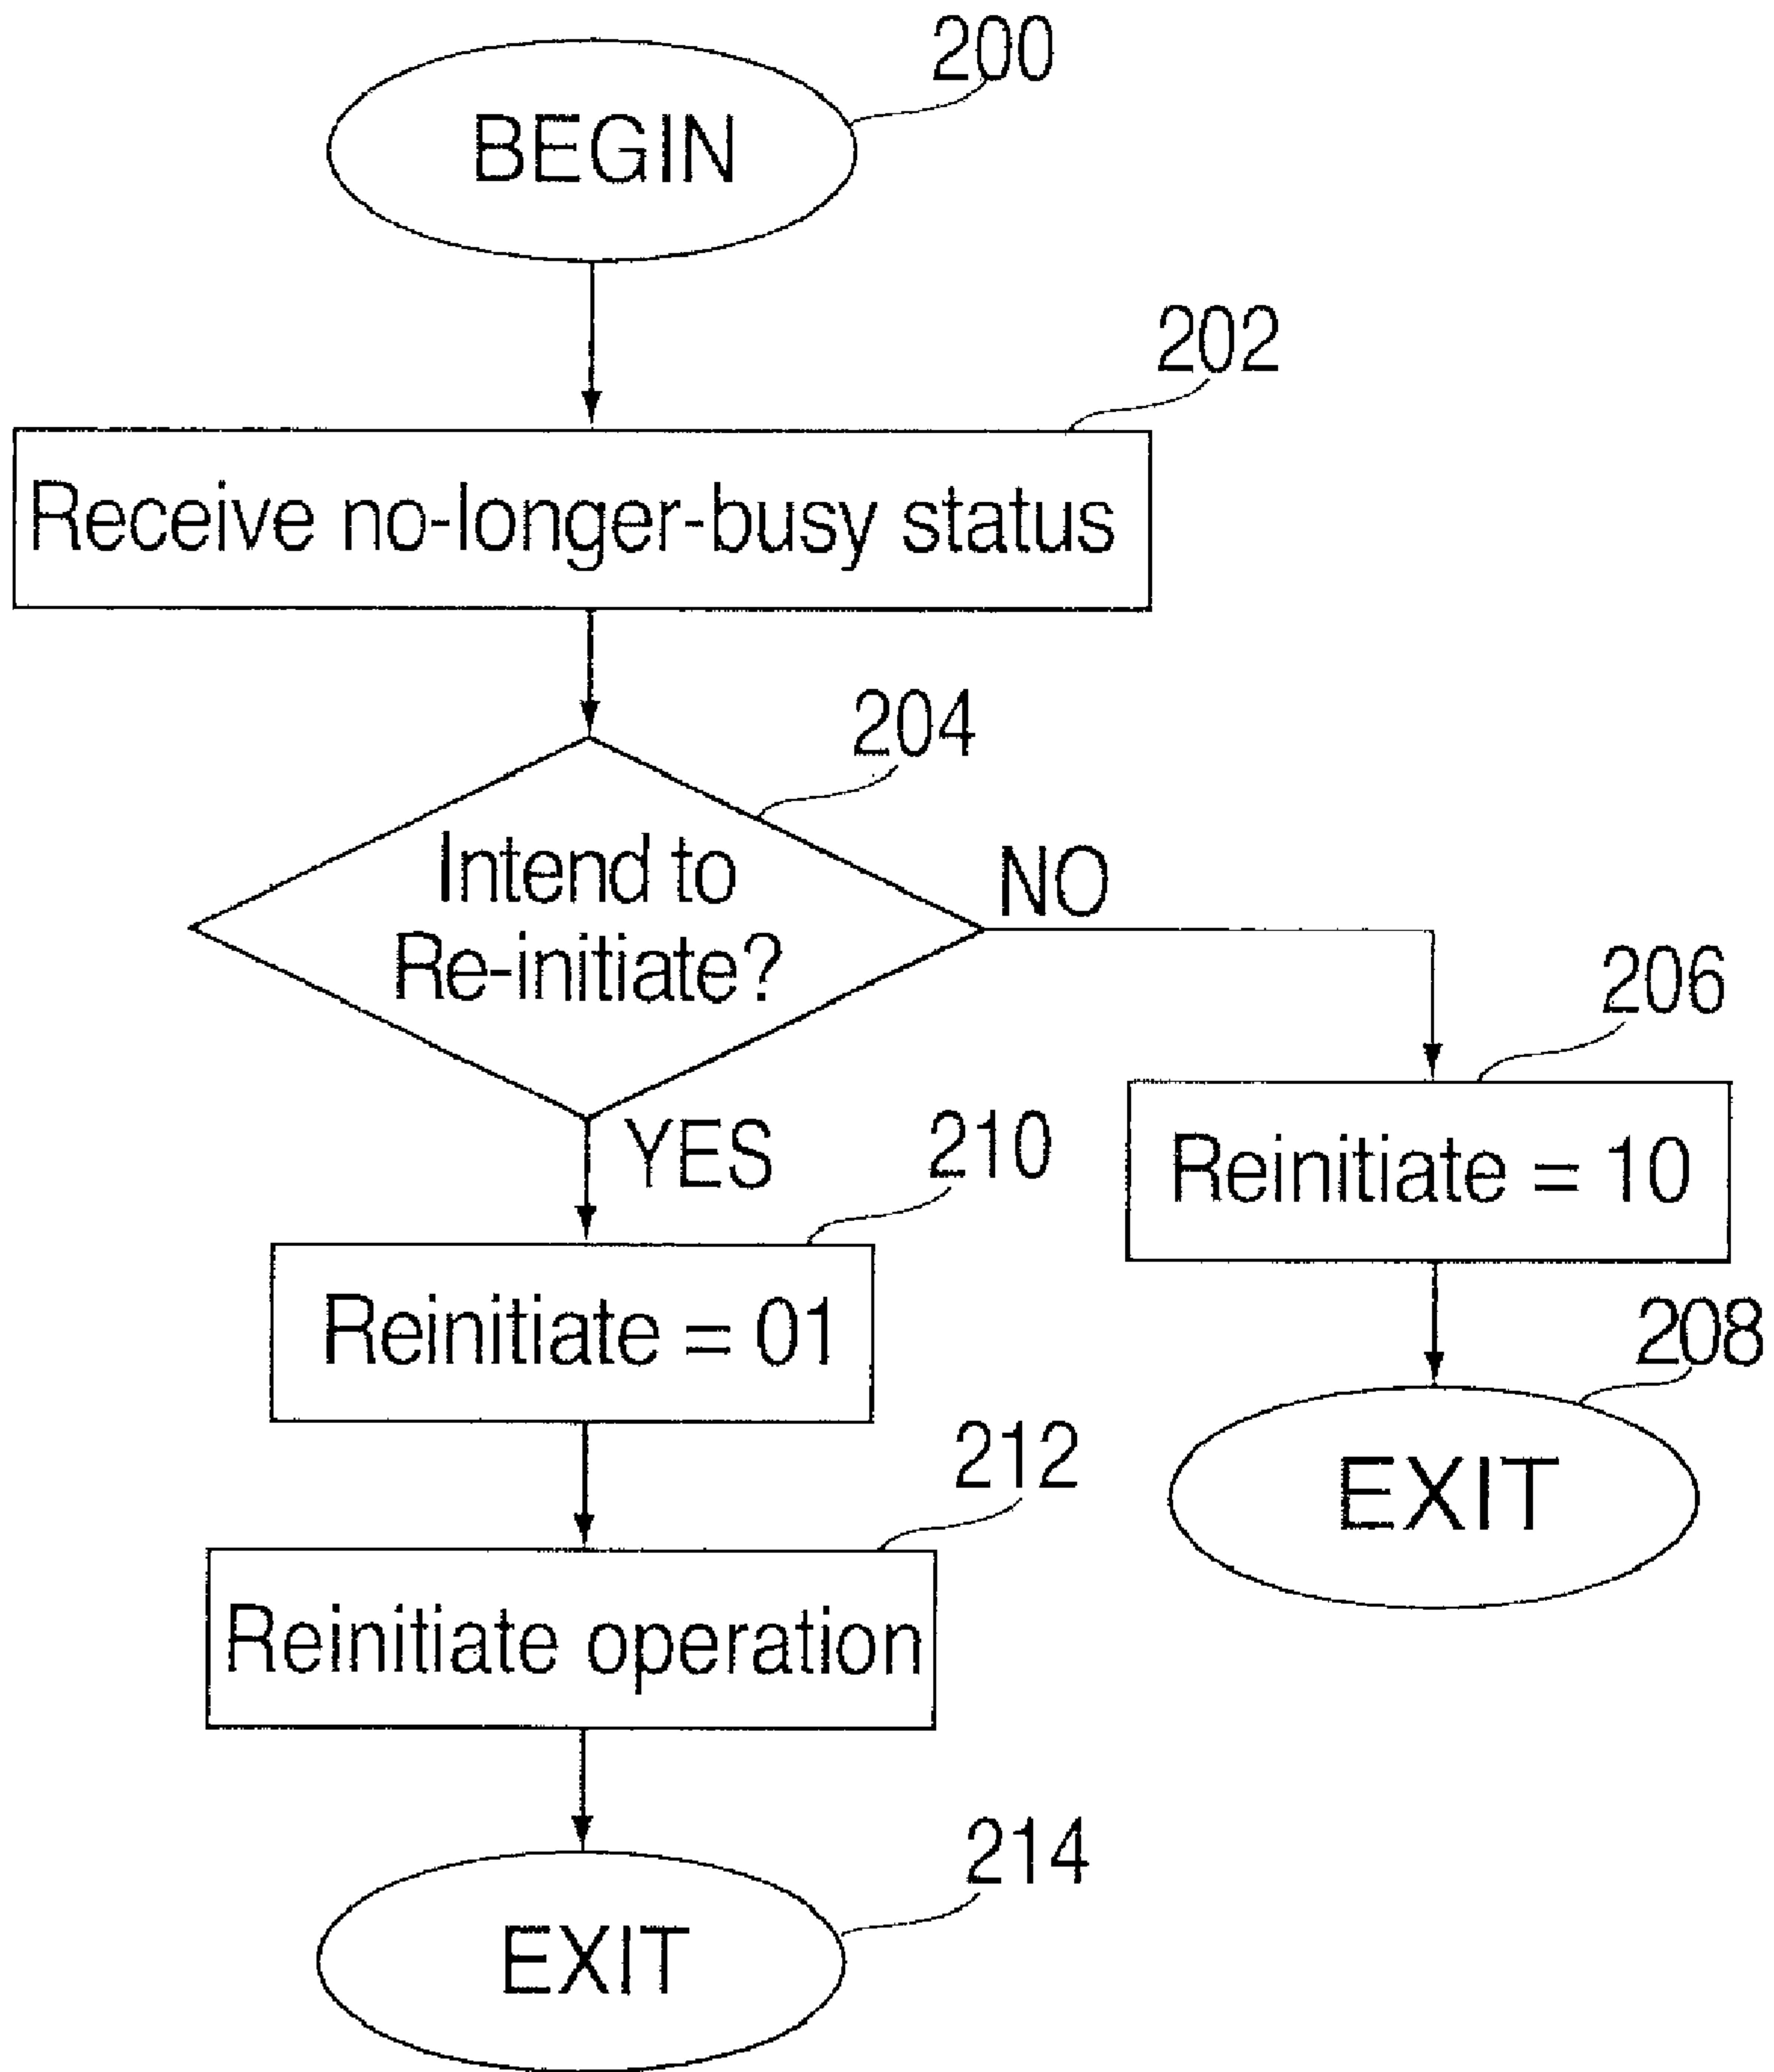 200
BEGIN
202
Receive no-longer-busy status
204
Intend to
Re-initiate?
NO
206
Reinitiate = 10
208
EXIT
YES
210
Reinitiate = 01
212
Reinitiate operation
214
EXIT